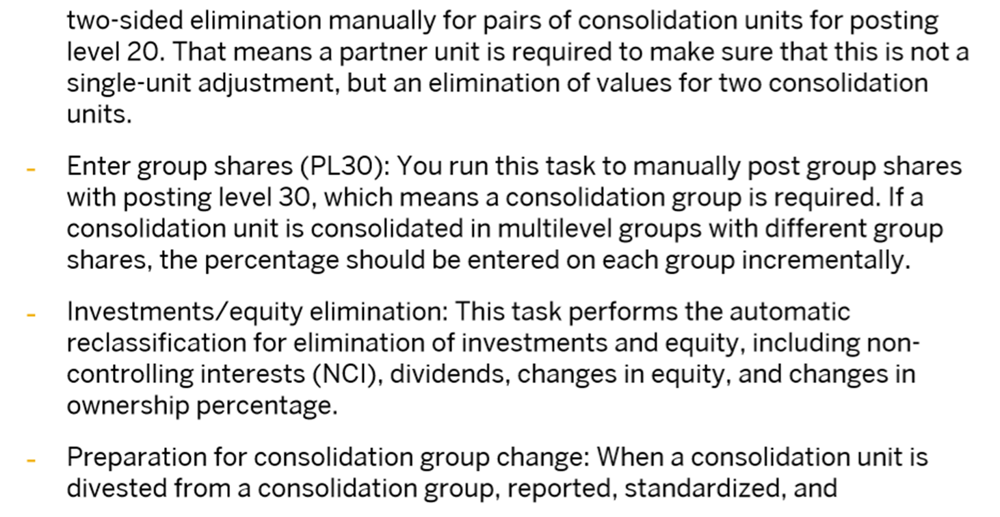 two-sided elimination manually for pairs of consolidation units for posting
level 20. That means a partner unit is required to make sure that this is not a
single-unit adjustment, but an elimination of values for two consolidation
units.
- Enter group shares (PL30): You run this task to manually post group shares
with posting level 30, which means a consolidation group is required. If a
consolidation unit is consolidated in multilevel groups with different group
shares, the percentage should be entered on each group incrementally.
- Investments/equity elimination: This task performs the automatic
reclassification for elimination of investments and equity, including non-
controlling interests (NCI), dividends, changes in equity, and changes in
ownership percentage.
- Preparation for consolidation group change: When a consolidation unit is
divested from a consolidation group, reported, standardized, and